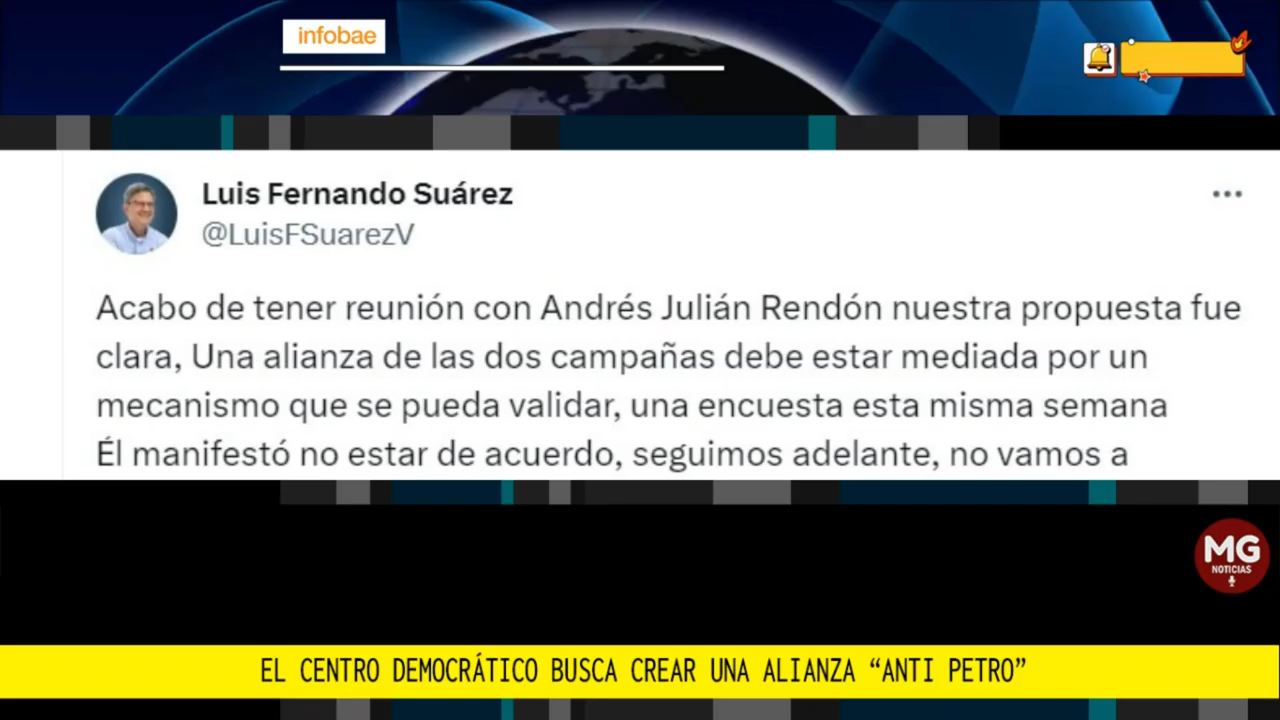 infobae
Luis Fernando Suárez
@LuisFSuarezV
Acabo de tener reunión con Andrés Julián Rendón nuestra propuesta fue
clara, Una alianza de las dos campañas debe estar mediada por un
mecanismo que se pueda validar, una encuesta esta misma semana
Él manifestó no estar de acuerdo, seguimos adelante, no vamos a
MG
NOTICIAS
EL CENTRO DEMOCRÁTICO BUSCA CREAR UNA ALIANZA “ANTI PETRO”